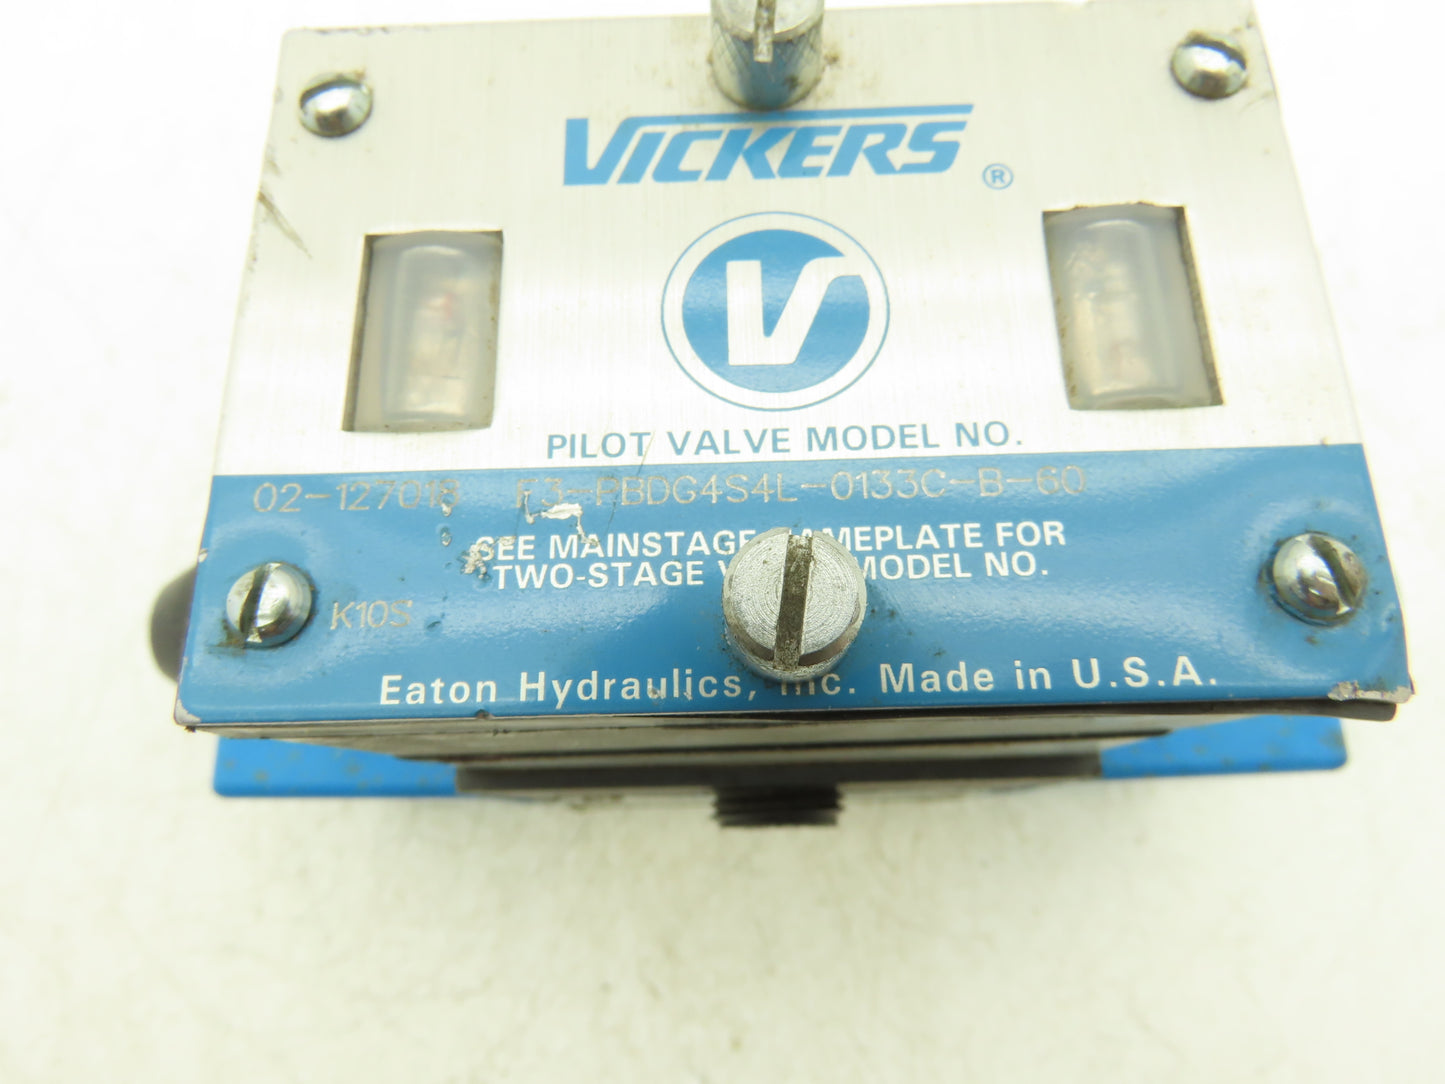 VICKERS ®
V
PILOT VALVE MODEL NO.
02-127018 F3-PBDG4S4L-0133C-B-60
SEE MAINSTAGE NAMEPLATE FOR
TWO-STAGE MODEL NO.
K10S
Eaton Hydraulics, Inc. Made in U.S.A.